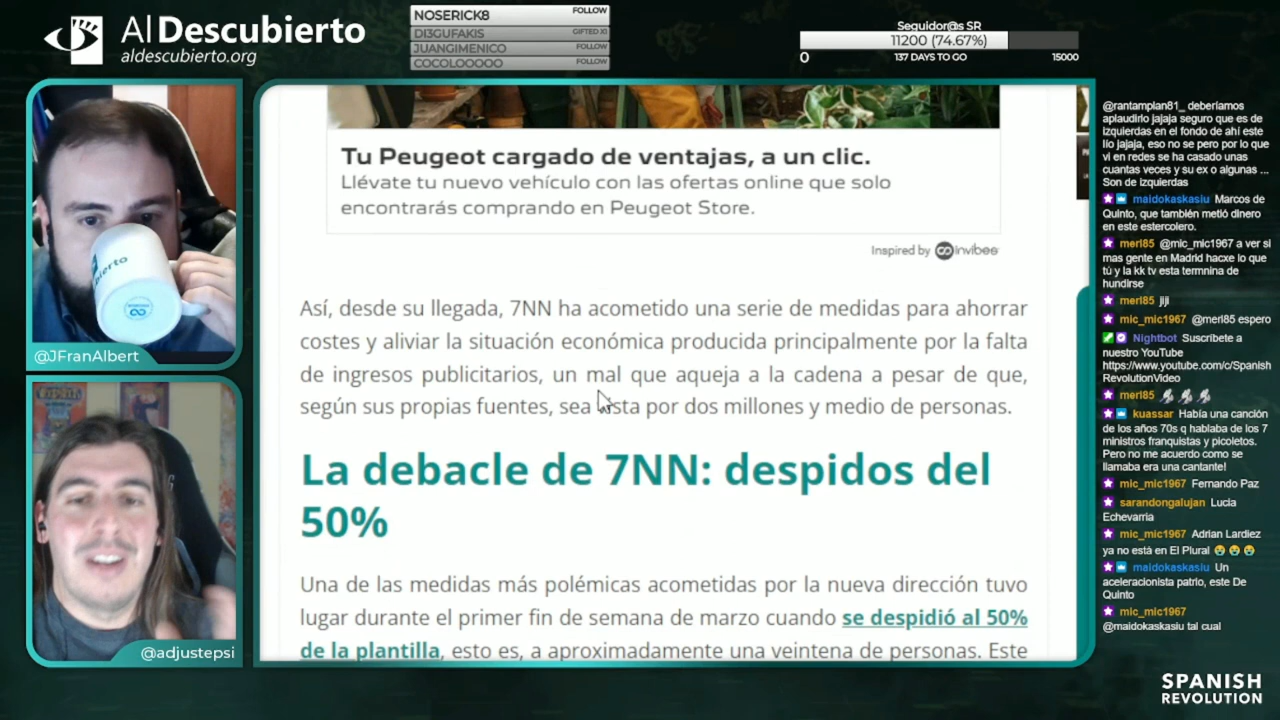 Al Descubierto
aldescubierto.org
NOSERICK8 FOLLOW
DI3GUFAKIS GIFTED X1
JUANGIMENICO FOLLOW
COCOLOOOOO FOLLOW
Seguidor@s SR
11200 (74.67%)
0 137 DAYS TO GO 15000
@JFranAlbert
@adjustepsi
Tu Peugeot cargado de ventajas, a un clic.
Llévate tu nuevo vehículo con las ofertas online que solo
encontrarás comprando en Peugeot Store.
Inspired by invibes
Así, desde su llegada, 7NN ha acometido una serie de medidas para ahorrar
costes y aliviar la situación económica producida principalmente por la falta
de ingresos publicitarios, un mal que aqueja a la cadena a pesar de que,
según sus propias fuentes, sea vista por dos millones y medio de personas.
La debacle de 7NN: despidos del
50%
Una de las medidas más polémicas acometidas por la nueva dirección tuvo
lugar durante el primer fin de semana de marzo cuando se despidió al 50%
de la plantilla, esto es, a aproximadamente una veintena de personas. Este
@rantamplan81_ deberíamos
aplaudirlo jajaja seguro que es de
izquierdas en el fondo de ahí este
lío jajaja, eso no se pero por lo que
vI en redes se ha casado unas
cuantas veces y su ex o algunas ...
Son de izquierdas
maidokaskasiu Marcos de
Quinto, que también metió dinero
en este estercolero.
merl85 @mic_mic1967 a ver si
mas gente en Madrid hacxe lo que
tú y la kk tv esta termnina de
hundirse
merl85 jiji
mic_mic1967 @merl85 espero
Nightbot Suscríbete a
nuestro YouTube
https://www.youtube.com/c/Spanish
RevolutionVideo
merl85
kuassar Había una canción
de los años 70s q hablaba de los 7
ministros franquistas y picoletos.
Pero no me acuerdo como se
llamaba era una cantante!
mic_mic1967 Fernando Paz
sarandongalujan Lucia
Echevarria
mic_mic1967 Adrian Lardiez
ya no está en El Plural 😭😭😭
maidokaskasiu Un
aceleracionista patrio, este De
Quinto
mic_mic1967
@maidokaskasiu tal cual
SPANISH
REVOLUTION